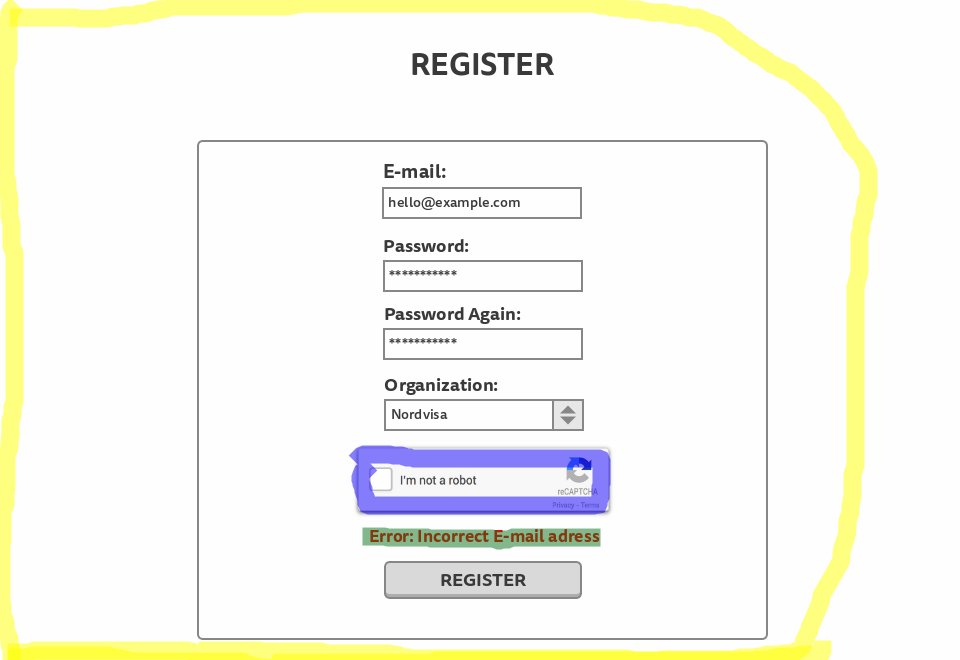 REGISTER
E-mail:
hello@example.com
Password:
***********
Password Again:
***********
Organization:
Nordvisa
I'm not a robot
reCAPTCHA
Privacy - Terms
Error: Incorrect E-mail adress
REGISTER